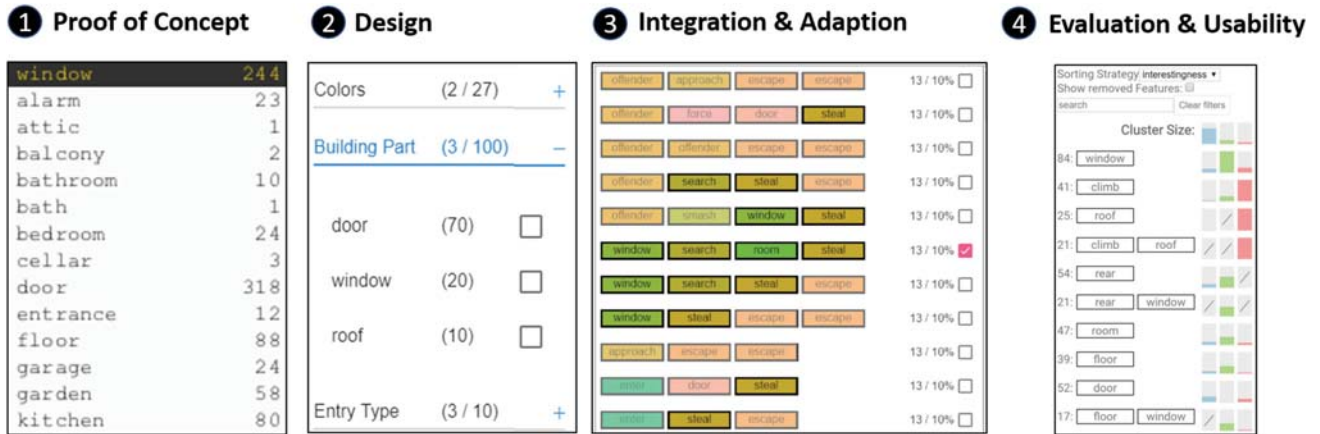 1 Proof of Concept
window 244
alarm 23
attic 1
balcony 2
bathroom 10
bath 1
bedroom 24
cellar 3
door 318
entrance 12
floor 88
garage 24
garden 58
kitchen 80
2 Design
Colors (2 / 27) +
Building Part (3 / 100) –
door (70)
window (20)
roof (10)
Entry Type (3 / 10) +
3 Integration & Adaption
offender approach escape escape 13 / 10%
offender force door steal 13 / 10%
offender offender escape escape 13 / 10%
offender search steal escape 13 / 10%
offender smash window steal 13 / 10%
window search room steal 13 / 10%
window search steal escape 13 / 10%
window steal escape escape 13 / 10%
approach escape escape 13 / 10%
enter door steal 13 / 10%
enter steal escape 13 / 10%
4 Evaluation & Usability
Sorting Strategy interestingness
Show removed Features:
search Clear filters
Cluster Size:
84: window
41: climb
25: roof
21: climb roof
54: rear
21: rear window
47: room
39: floor
52: door
17: floor window